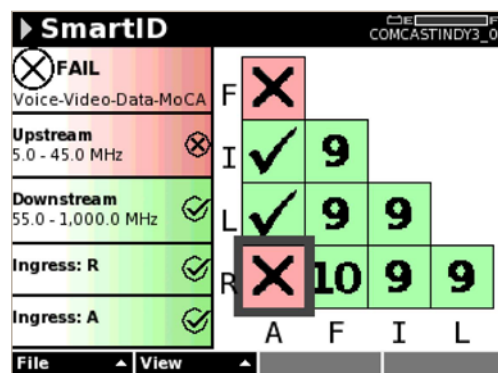 SmartID
E F
COMCASTINDY3_0
FAIL
Voice-Video-Data-MoCA
Upstream
5.0 - 45.0 MHz
Downstream
55.0 - 1,000.0 MHz
Ingress: R
Ingress: A
F
I 9
L 9 9
R 10 9 9
A F I L
File View